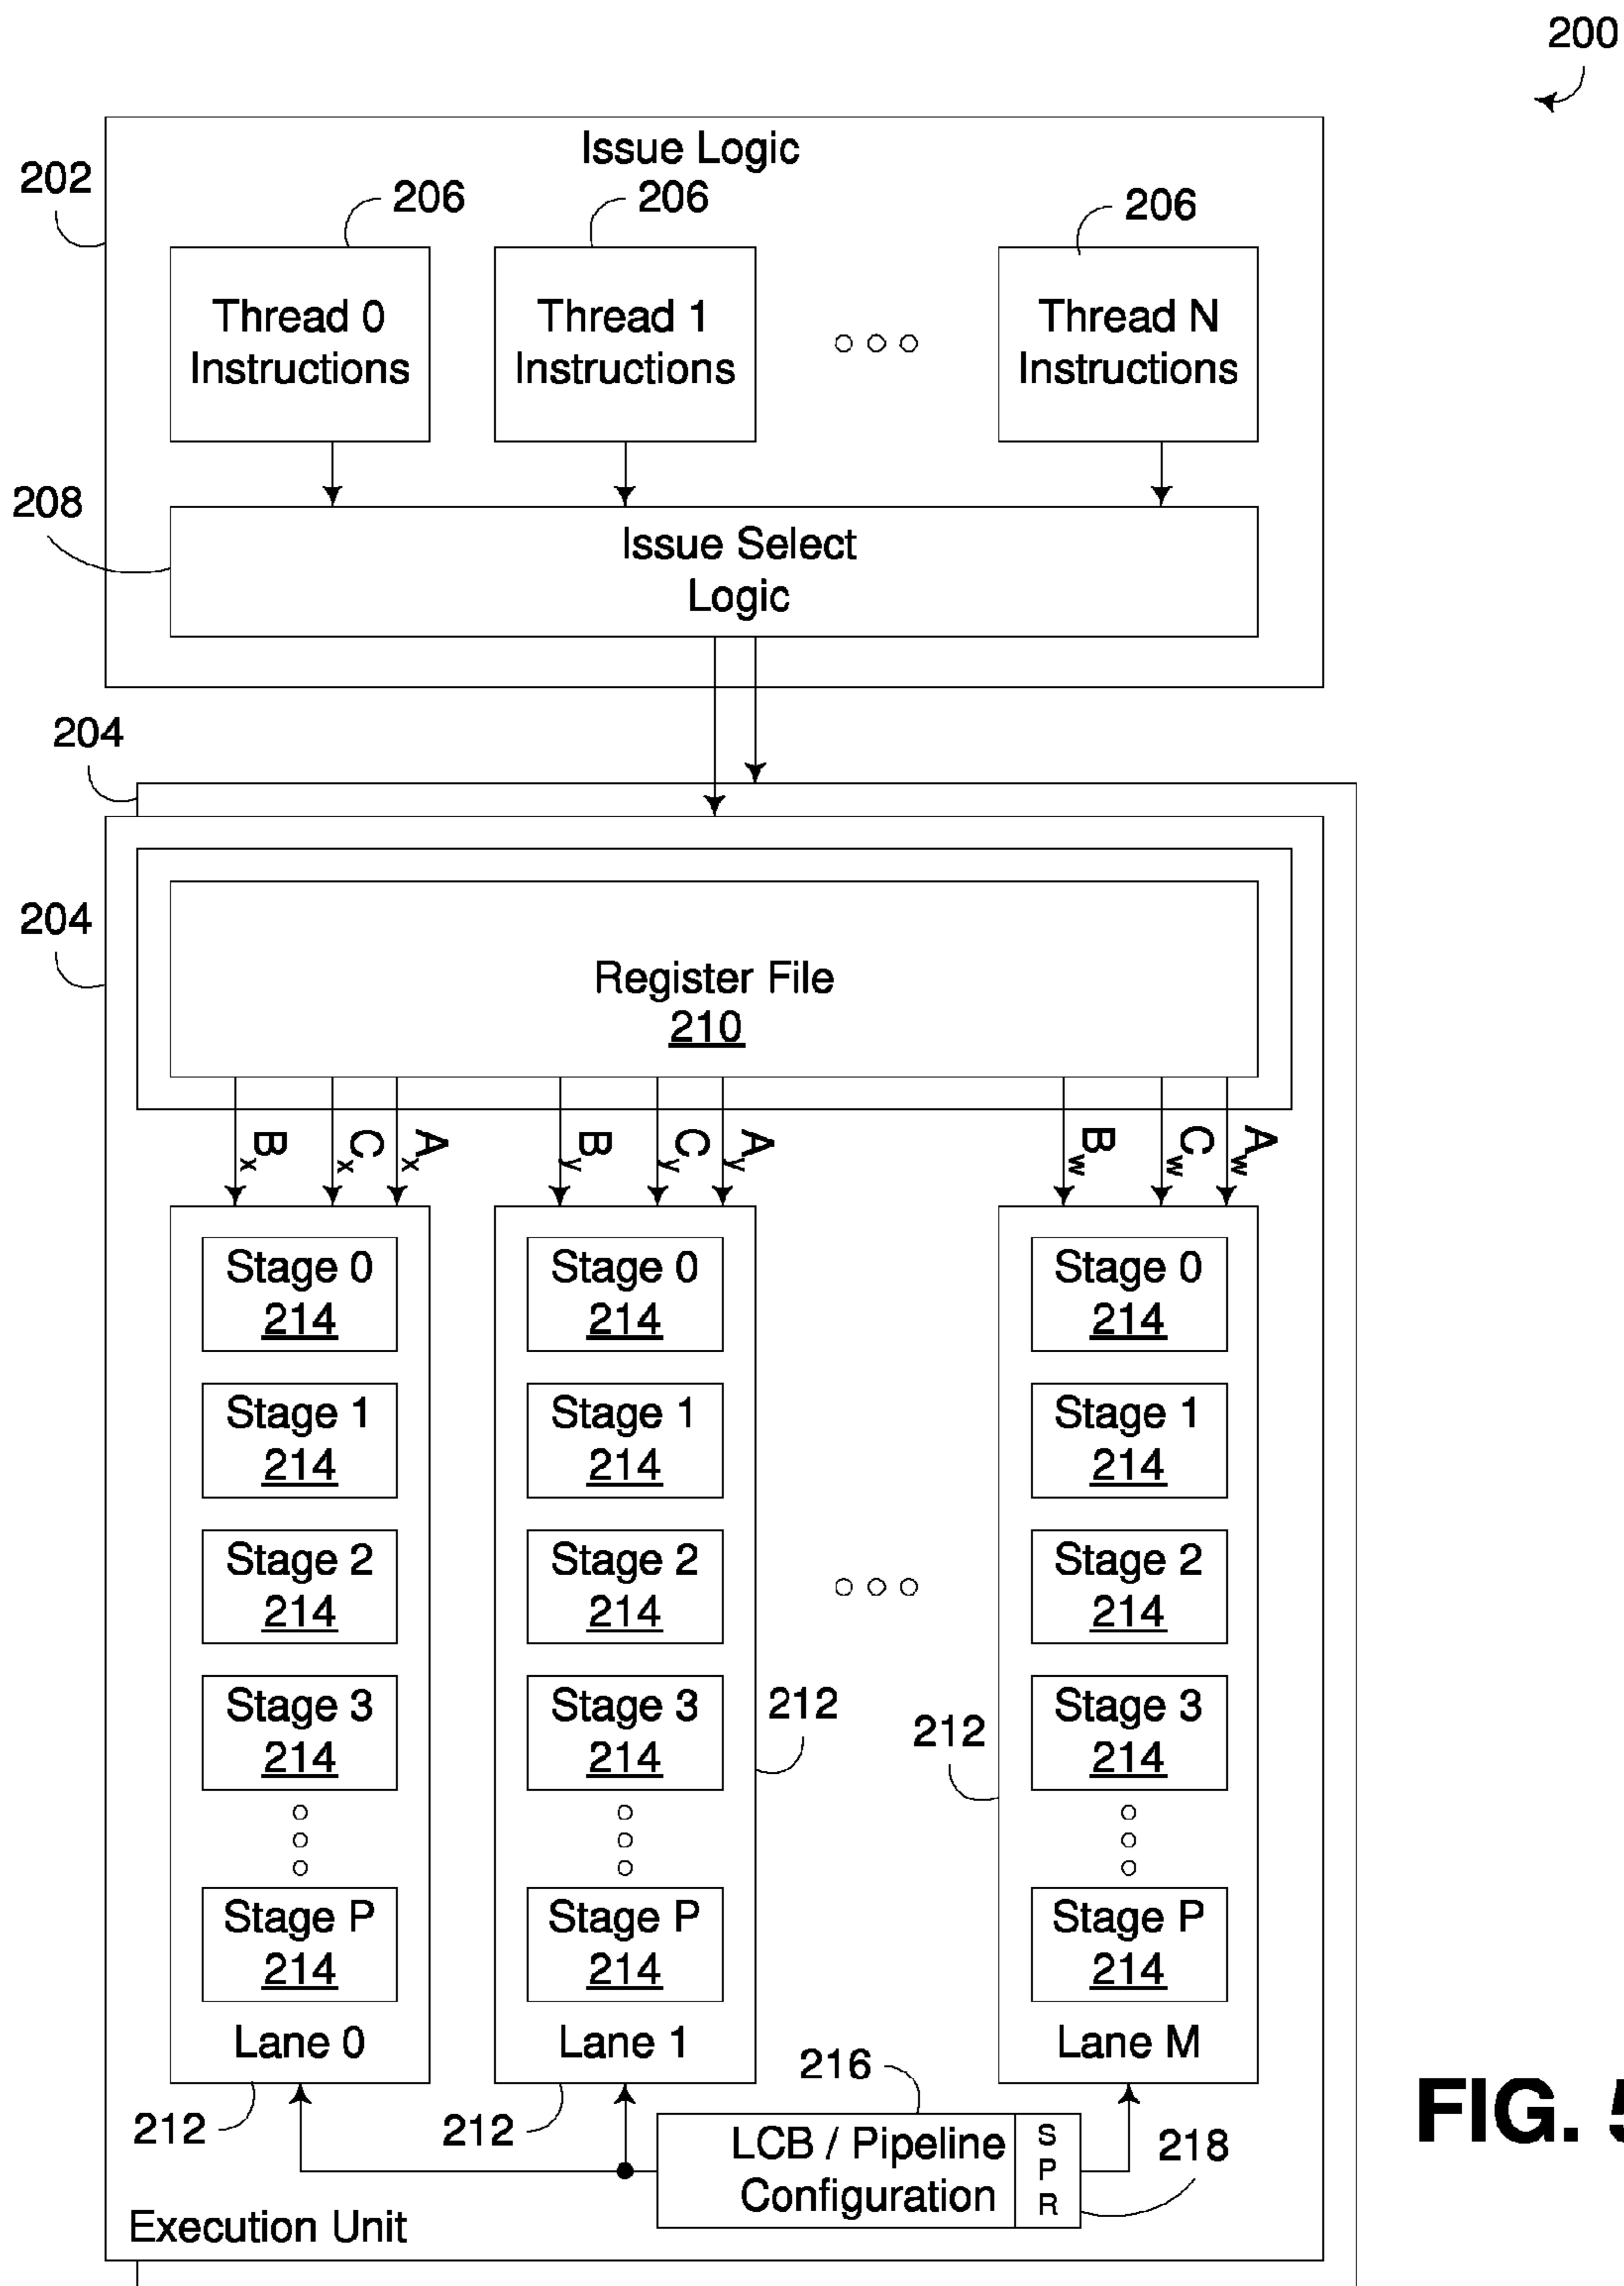 200
Issue Logic
202
206
206
206
Thread 0
Instructions
Thread 1
Instructions
Thread N
Instructions
208
Issue Select
Logic
204
204
Register File
210
Bx
Cx
Ax
By
Cy
Ay
Bw
Cw
Aw
Stage 0
214
Stage 0
214
Stage 0
214
Stage 1
214
Stage 1
214
Stage 1
214
Stage 2
214
Stage 2
214
Stage 2
214
Stage 3
214
Stage 3
214
Stage 3
214
212
212
Stage P
214
Stage P
214
Stage P
214
Lane 0
Lane 1
Lane M
212
212
216
LCB / Pipeline
Configuration
S
P
R
218
Execution Unit
FIG. 5